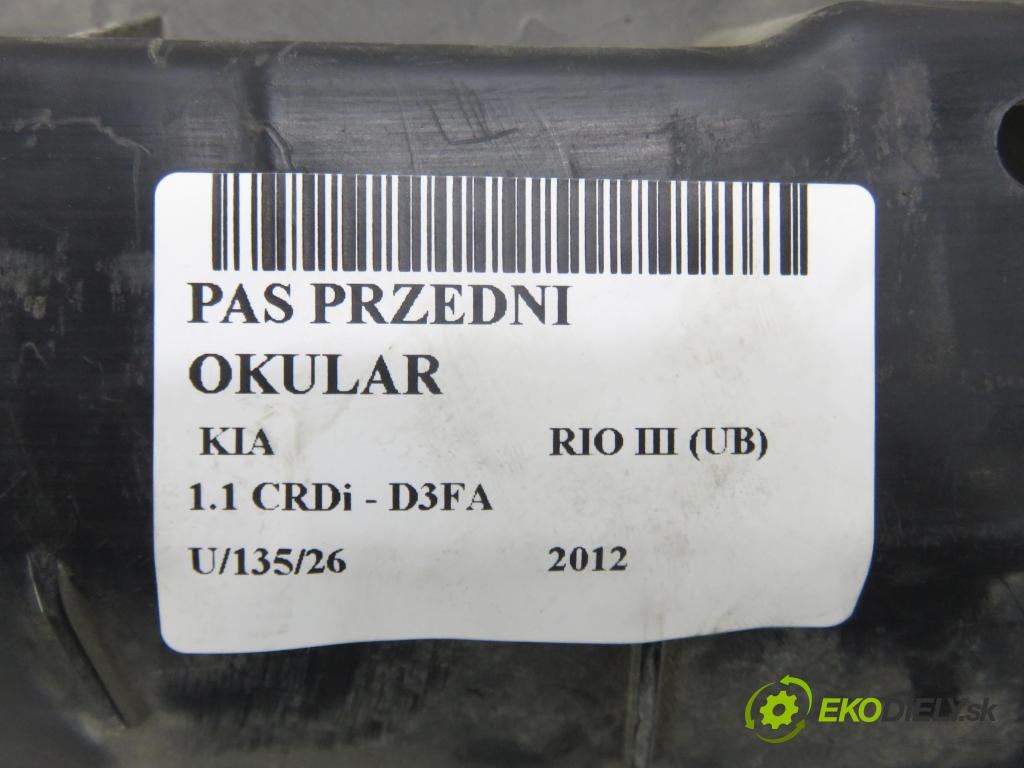 PAS PRZEDNI
OKULAR
KIA RIO III (UB)
1.1 CRDi - D3FA
U/135/26 2012
EKODIELY.sk